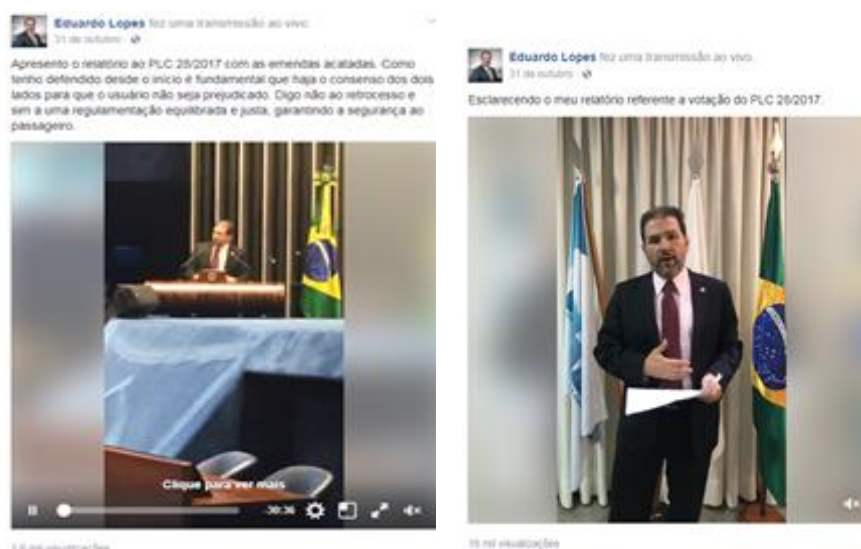 Eduardo Lopes fez uma transmissão ao vivo.
31 de outubro
Apresento o relatório ao PLC 28/2017 com as emendas acatadas. Como
tenho defendido desde o início é fundamental que haja o consenso dos dois
lados para que o usuário não seja prejudicado. Digo não ao retrocesso e
sim a uma regulamentação equilibrada e justa, garantindo a segurança ao
passageiro.
Clique para ver mais
-30:36
mil visualizações
Eduardo Lopes fez uma transmissão ao vivo.
31 de outubro
Esclarecendo o meu relatório referente a votação do PLC 28/2017.
mil visualizações